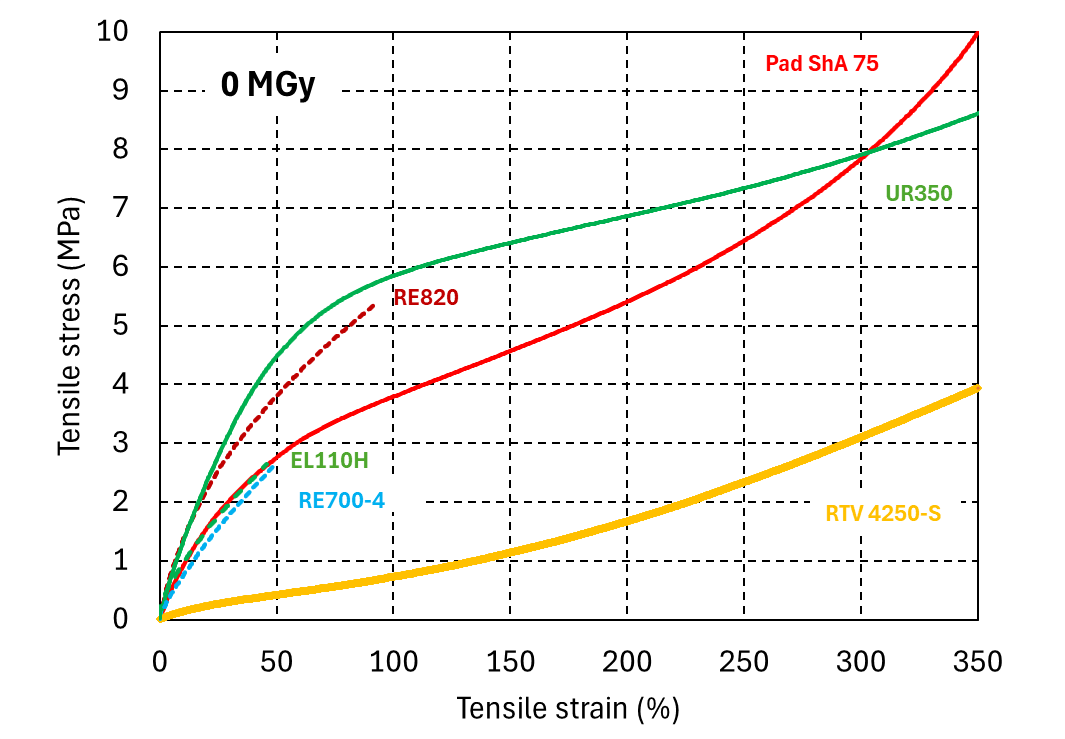 10
9
8
7
6
5
4
3
2
1
0
0 MGy
Pad ShA 75
UR350
RE820
EL110H
RE700-4
RTV 4250-S
0 50 100 150 200 250 300 350
Tensile strain (%)
Tensile stress (MPa)